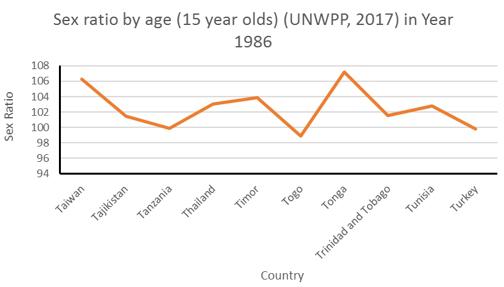 Sex ratio by age (15 year olds) (UNWPP, 2017) in Year
1986
108
106
104
102
100
98
96
94
Sex Ratio
Taiwan
Tajikistan
Tanzania
Thailand
Timor
Togo
Tonga
Trinidad and Tobago
Tunisia
Turkey
Country